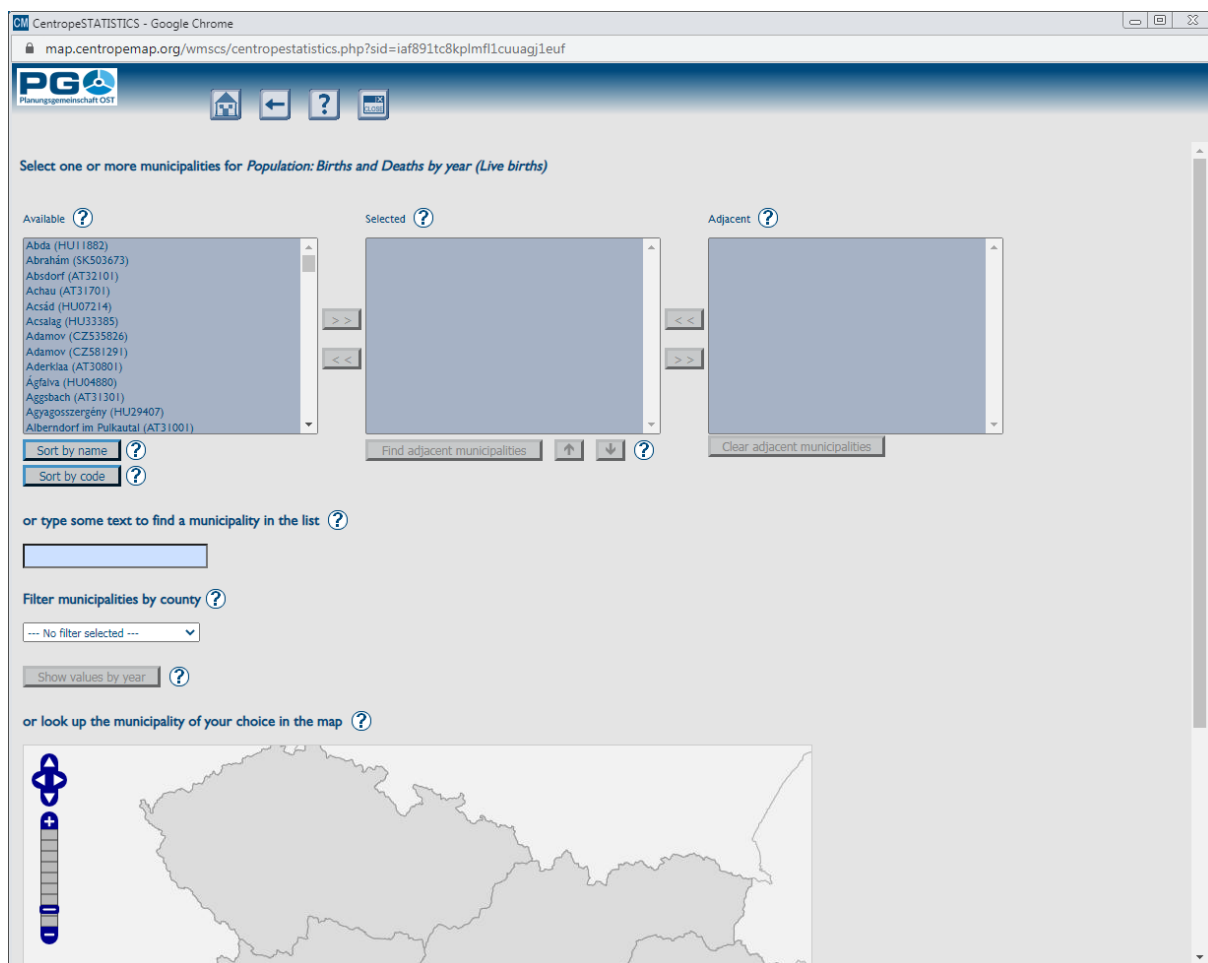 CM CentropeSTATISTICS - Google Chrome
map.centropemap.org/wmscs/centropestatistics.php?sid=iaf891tc8kplmfl1cuuagj1euf
PGO
Planungsgemeinschaft OST
? CLOSE
Select one or more municipalities for Population: Births and Deaths by year (Live births)
Available ? Selected ? Adjacent ?
Abda (HU11882)
Abrahám (SK503673)
Absdorf (AT32101)
Achau (AT31701)
Acsád (HU07214)
Acsalag (HU33385)
Adamov (CZ535826)
Adamov (CZ581291)
Aderklaa (AT30801)
Ágfalva (HU04880)
Aggsbach (AT31301)
Agyagosszergény (HU29407)
Alberndorf im Pulkautal (AT31001)
>> <<
<< >>
Sort by name ? Find adjacent municipalities ? Clear adjacent municipalities
Sort by code ?
or type some text to find a municipality in the list ?
Filter municipalities by county ?
--- No filter selected ---
Show values by year ?
or look up the municipality of your choice in the map ?